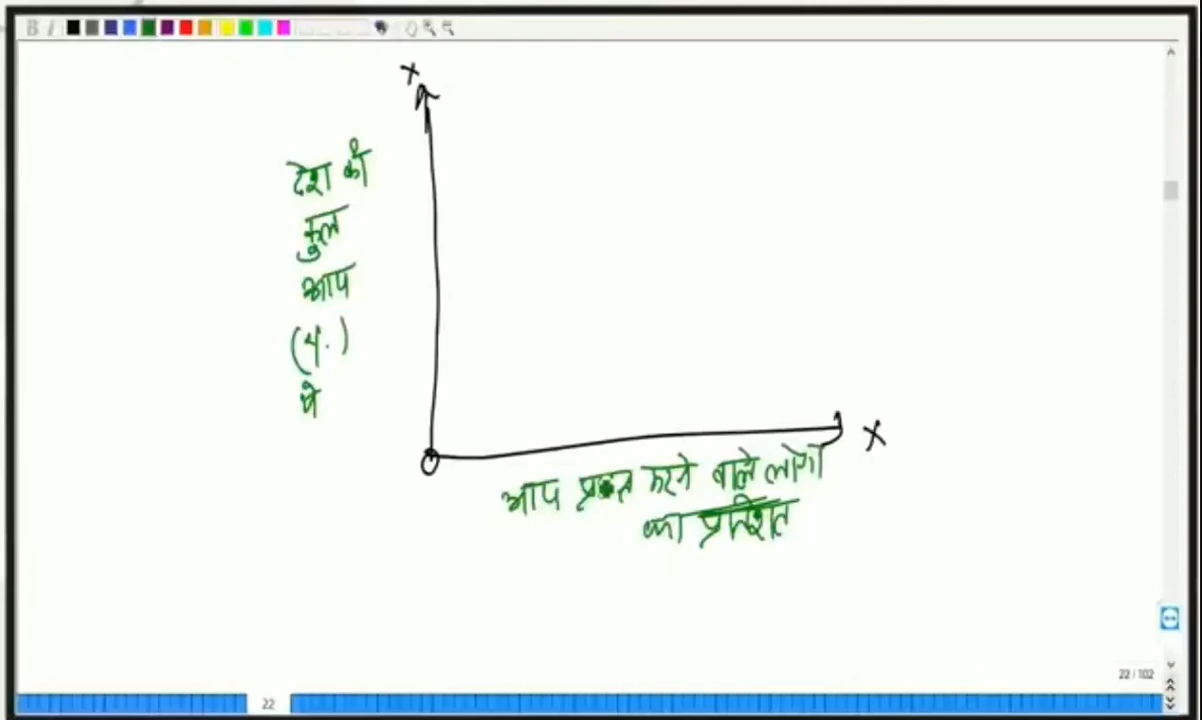 B I
x
देश की
कुल
आय
(%)
में
X
आय प्राप्त करने वाले लोगों
का प्रतिशत
22 / 102
22